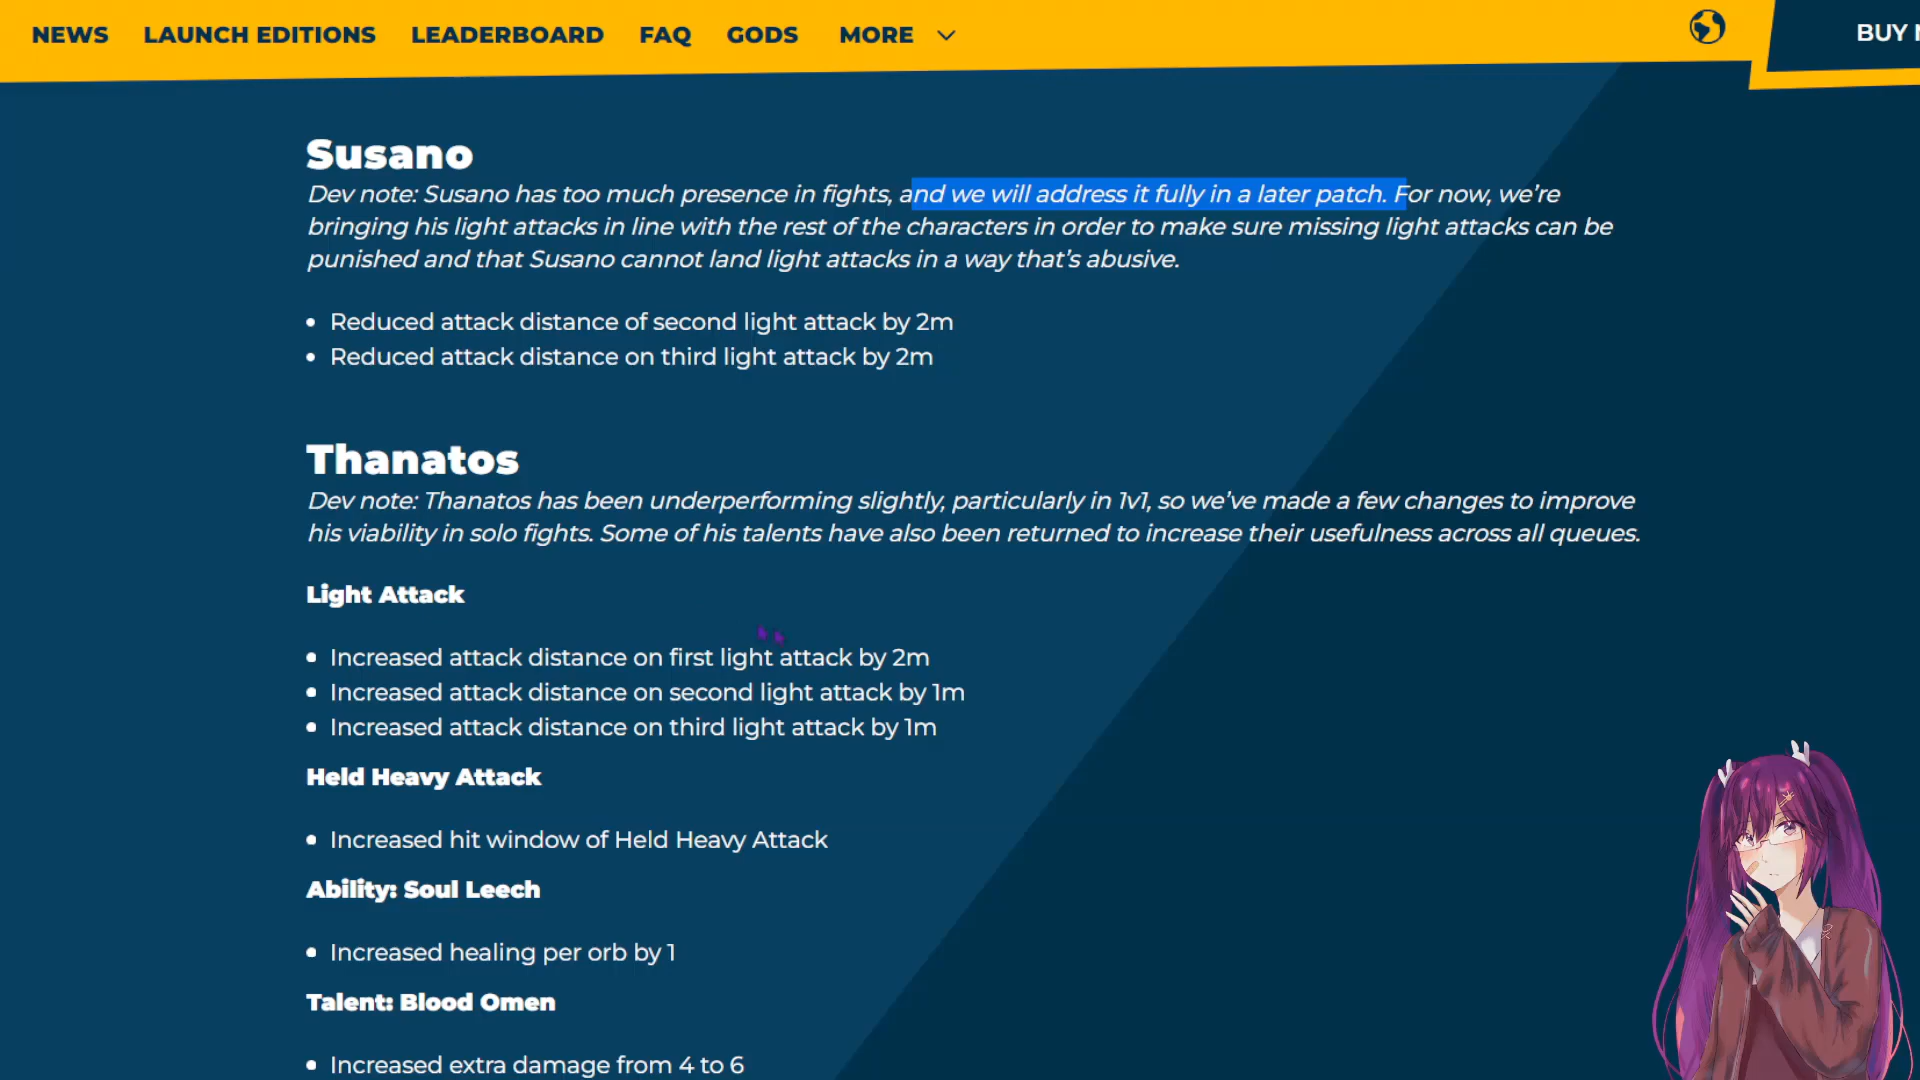 NEWS LAUNCH EDITIONS LEADERBOARD FAQ GODS MORE BUY
Susano
Dev note: Susano has too much presence in fights, and we will address it fully in a later patch. For now, we're
bringing his light attacks in line with the rest of the characters in order to make sure missing light attacks can be
punished and that Susano cannot land light attacks in a way that's abusive.
• Reduced attack distance of second light attack by 2m
• Reduced attack distance on third light attack by 2m
Thanatos
Dev note: Thanatos has been underperforming slightly, particularly in 1v1, so we've made a few changes to improve
his viability in solo fights. Some of his talents have also been returned to increase their usefulness across all queues.
Light Attack
• Increased attack distance on first light attack by 2m
• Increased attack distance on second light attack by 1m
• Increased attack distance on third light attack by 1m
Held Heavy Attack
• Increased hit window of Held Heavy Attack
Ability: Soul Leech
• Increased healing per orb by 1
Talent: Blood Omen
• Increased extra damage from 4 to 6